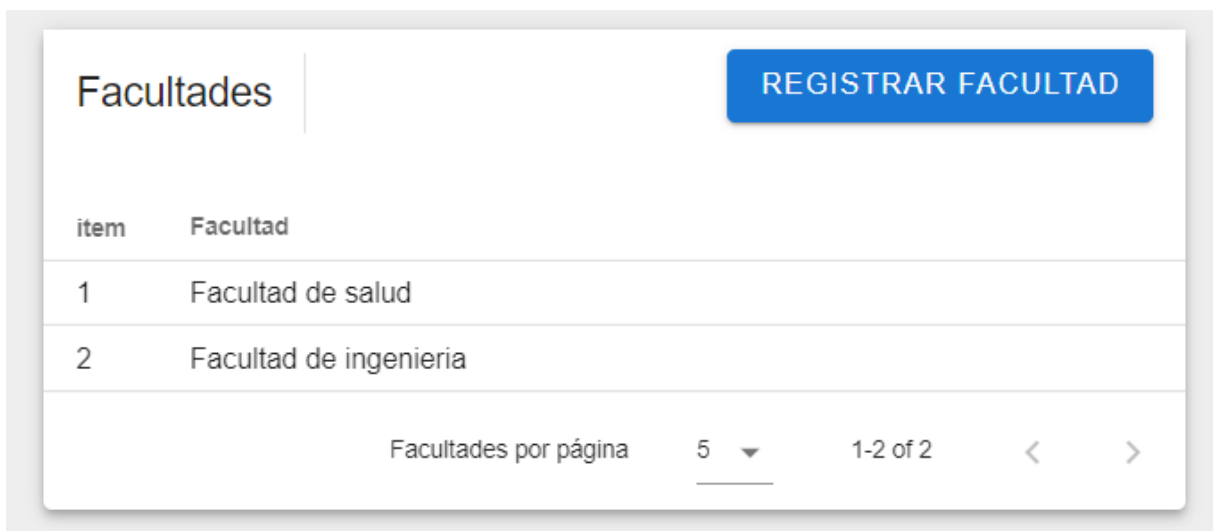 Facultades
REGISTRAR FACULTAD
item Facultad
1 Facultad de salud
2 Facultad de ingenieria
Facultades por página 5 1-2 of 2